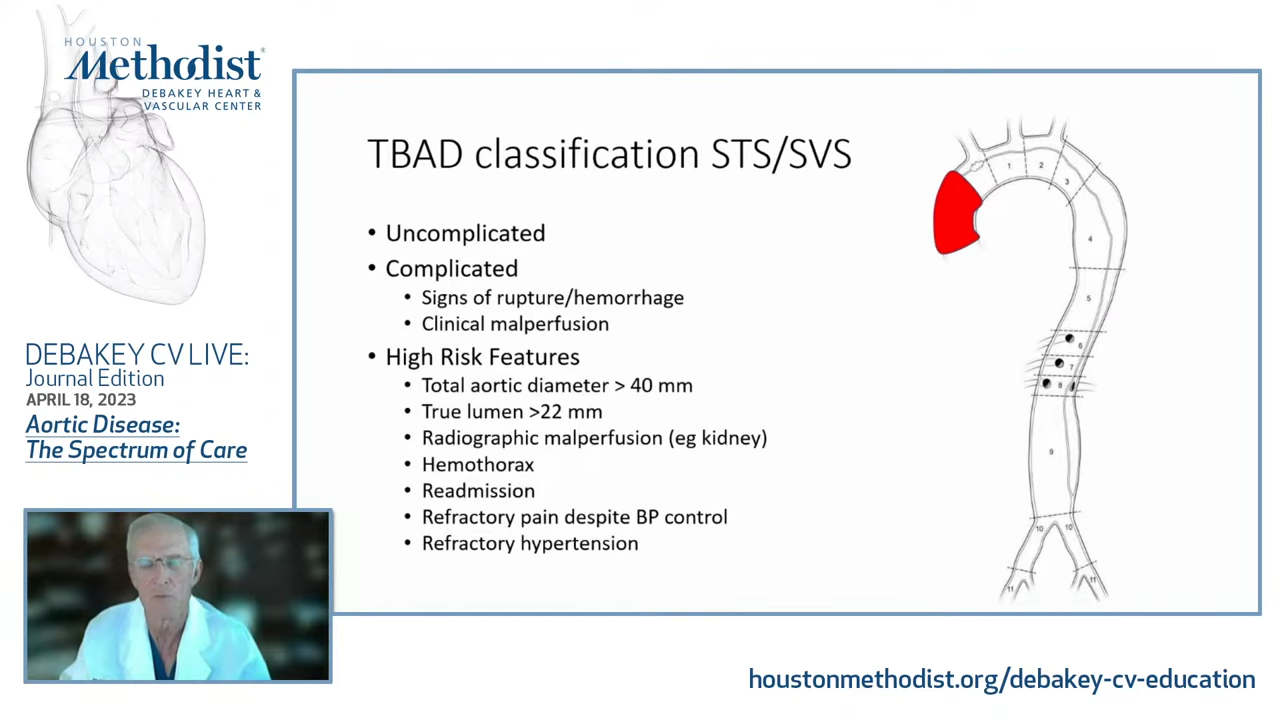 HOUSTON
Methodist®
DEBAKEY HEART &
VASCULAR CENTER
DEBAKEY CV LIVE:
Journal Edition
APRIL 18, 2023
Aortic Disease:
The Spectrum of Care
TBAD classification STS/SVS
• Uncomplicated
• Complicated
• Signs of rupture/hemorrhage
• Clinical malperfusion
• High Risk Features
• Total aortic diameter > 40 mm
• True lumen >22 mm
• Radiographic malperfusion (eg kidney)
• Hemothorax
• Readmission
• Refractory pain despite BP control
• Refractory hypertension
1
2
3
4
5
6
7
8
9
10 10
11 11
houstonmethodist.org/debakey-cv-education